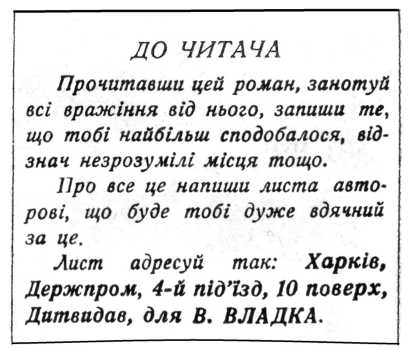 ДО ЧИТАЧА
Прочитавши цей роман, занотуй
всі вражіння від нього, запиши те,
що тобі найбільш сподобалося, від-
знач незрозумілі місця тощо.
Про все це напиши листа авто-
рові, що буде тобі дуже вдячний
за це.
Лист адресуй так: Харків,
Держпром, 4-й під'їзд, 10 поверх,
Дитвидав, для В. ВЛАДКА.